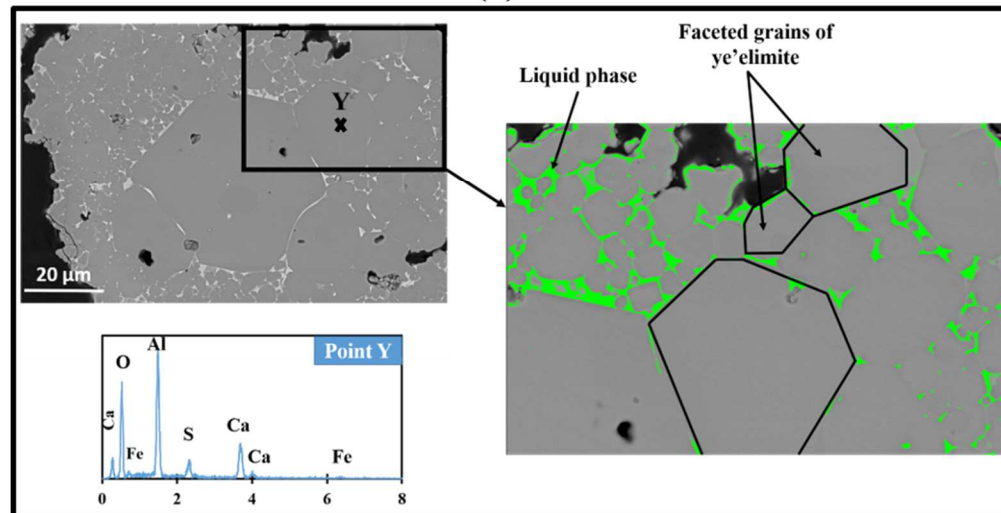 Faceted grains of
ye'elimite
Liquid phase
Y
20 µm
Point Y
Al
O
Ca
S
Ca
Fe
Ca
Fe
0 2 4 6 8